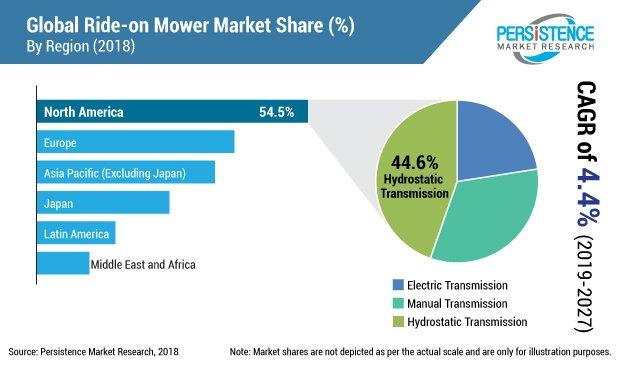 Global Ride-on Mower Market Share (%)
By Region (2018)
PERSiSTENCE
MARKET RESEARCH
North America 54.5%
Europe
Asia Pacific (Excluding Japan)
Japan
Latin America
Middle East and Africa
44.6%
Hydrostatic
Transmission
Electric Transmission
Manual Transmission
Hydrostatic Transmission
CAGR of 4.4% (2019-2027)
Source: Persistence Market Research, 2018
Note: Market shares are not depicted as per the actual scale and are only for illustration purposes.